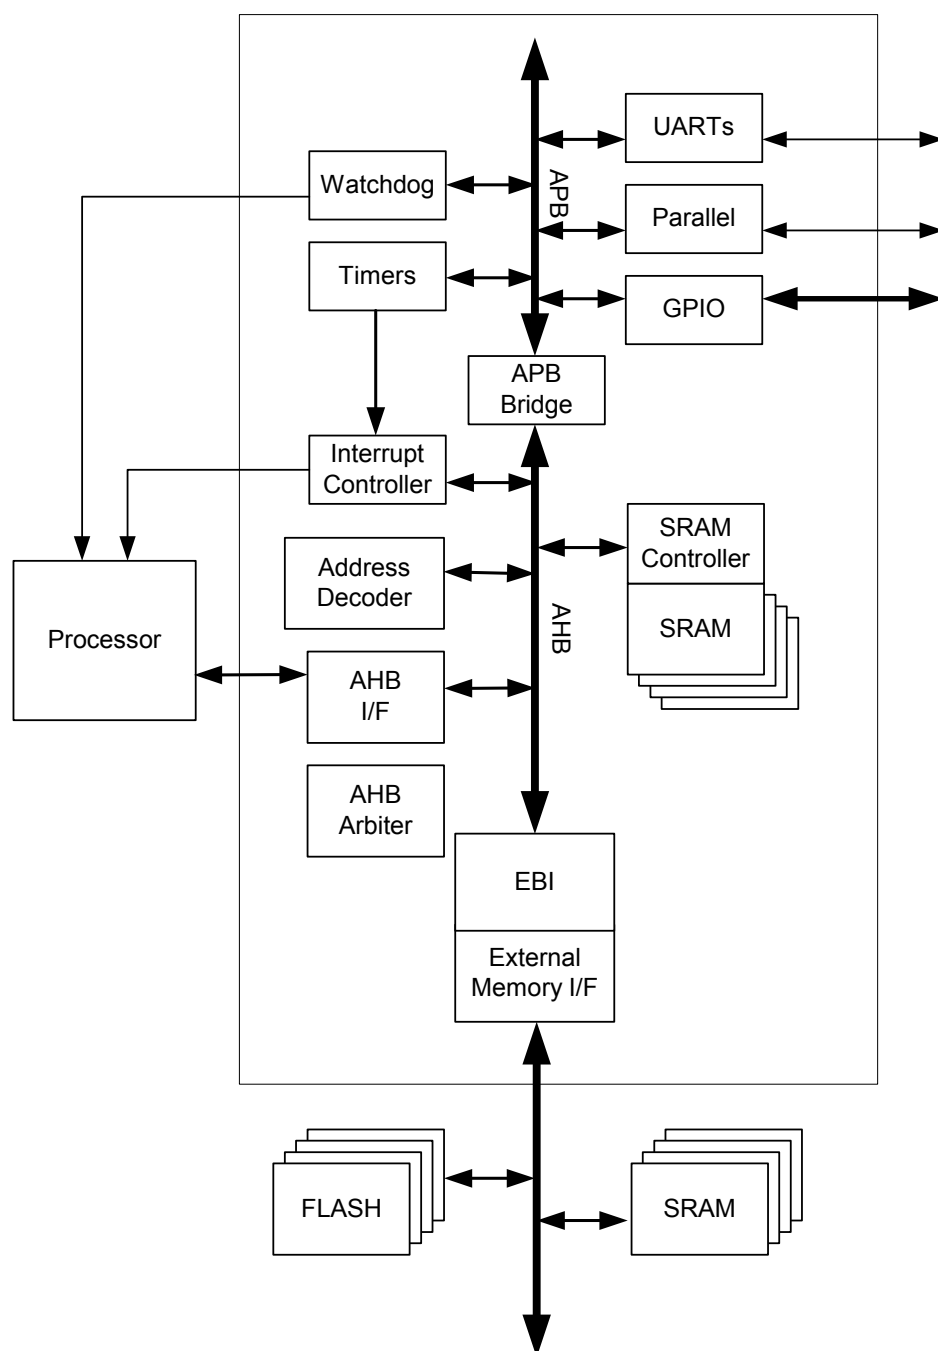 UARTs
Watchdog
APB
Parallel
Timers
GPIO
APB
Bridge
Interrupt
Controller
SRAM
Controller
Address
Decoder
AHB
SRAM
Processor
AHB
I/F
AHB
Arbiter
EBI
External
Memory I/F
FLASH
SRAM